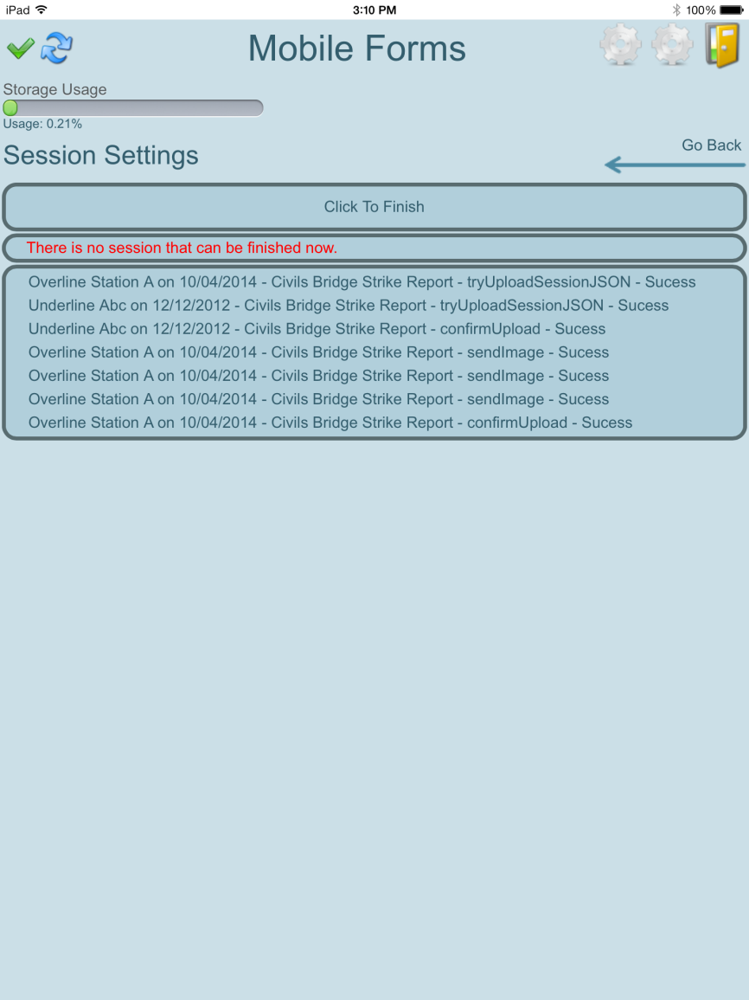 iPad
3:10 PM
100%
Mobile Forms
Storage Usage
Usage: 0.21%
Go Back
Session Settings
Click To Finish
There is no session that can be finished now.
Overline Station A on 10/04/2014 - Civils Bridge Strike Report - tryUploadSessionJSON - Sucess
Underline Abc on 12/12/2012 - Civils Bridge Strike Report - tryUploadSessionJSON - Sucess
Underline Abc on 12/12/2012 - Civils Bridge Strike Report - confirmUpload - Sucess
Overline Station A on 10/04/2014 - Civils Bridge Strike Report - sendImage - Sucess
Overline Station A on 10/04/2014 - Civils Bridge Strike Report - sendImage - Sucess
Overline Station A on 10/04/2014 - Civils Bridge Strike Report - sendImage - Sucess
Overline Station A on 10/04/2014 - Civils Bridge Strike Report - confirmUpload - Sucess